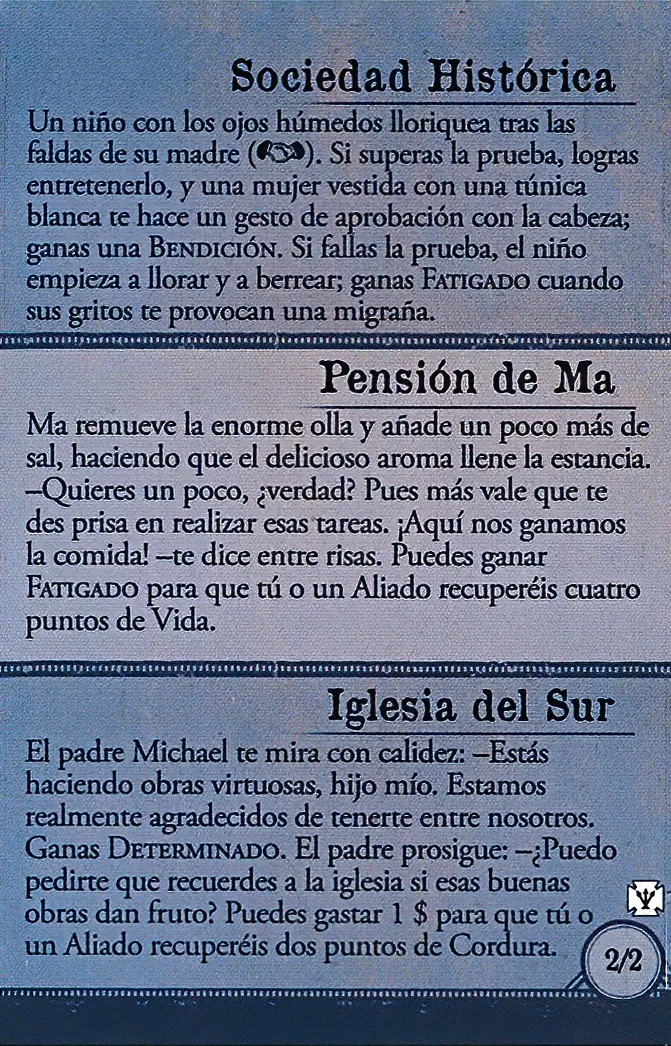 Sociedad Histórica
Un niño con los ojos húmedos lloriquea tras las
faldas de su madre (). Si superas la prueba, logras
entretenerlo, y una mujer vestida con una túnica
blanca te hace un gesto de aprobación con la cabeza;
ganas una BENDICIÓN. Si fallas la prueba, el niño
empieza a llorar y a berrear; ganas FATIGADO cuando
sus gritos te provocan una migraña.
Pensión de Ma
Ma remueve la enorme olla y añade un poco más de
sal, haciendo que el delicioso aroma llene la estancia.
–Quieres un poco, ¿verdad? Pues más vale que te
des prisa en realizar esas tareas. ¡Aquí nos ganamos
la comida! –te dice entre risas. Puedes ganar
FATIGADO para que tú o un Aliado recuperéis cuatro
puntos de Vida.
Iglesia del Sur
El padre Michael te mira con calidez: –Estás
haciendo obras virtuosas, hijo mío. Estamos
realmente agradecidos de tenerte entre nosotros.
Ganas DETERMINADO. El padre prosigue: –¿Puedo
pedirte que recuerdes a la iglesia si esas buenas
obras dan fruto? Puedes gastar 1 $ para que tú o
un Aliado recuperéis dos puntos de Cordura.
2/2